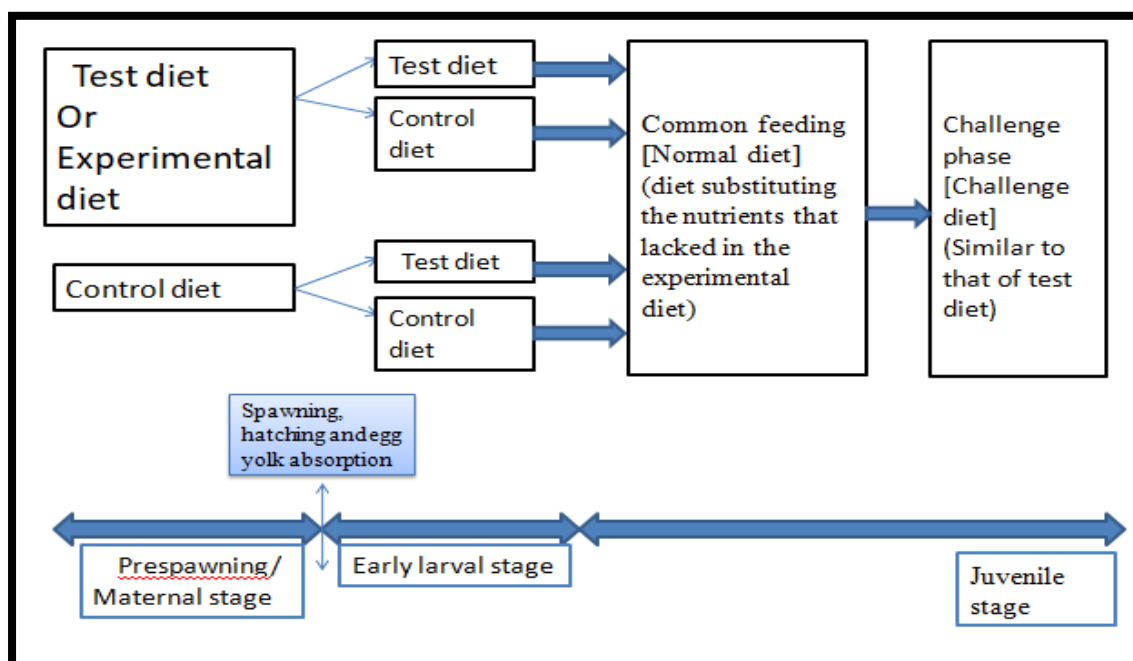 Test diet
Or
Experimental
diet
Test diet
Control
diet
Control diet
Test diet
Control
diet
Common feeding
[Normal diet]
(diet substituting
the nutrients that
lacked in the
experimental
diet)
Challenge
phase
[Challenge
diet]
(Similar to
that of test
diet)
Spawning,
hatching and egg
yolk absorption
Prespawning/
Maternal stage
Early larval stage
Juvenile
stage